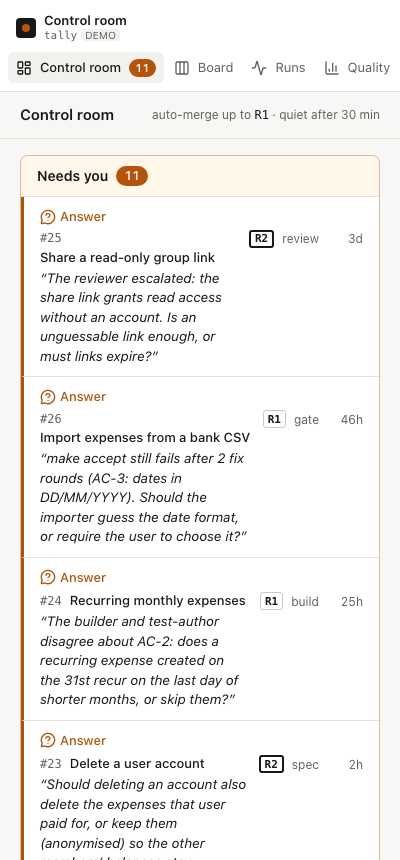 Control room
tally DEMO
Control room 11 Board Runs Quality
Control room auto-merge up to R1 · quiet after 30 min
Needs you 11
Answer
#25 R2 review 3d
Share a read-only group link
“The reviewer escalated: the
share link grants read access
without an account. Is an
unguessable link enough, or
must links expire?”
Answer
#26 R1 gate 46h
Import expenses from a bank CSV
“make accept still fails after 2 fix
rounds (AC-3: dates in
DD/MM/YYYY). Should the
importer guess the date format,
or require the user to choose it?”
Answer
#24 Recurring monthly expenses R1 build 25h
“The builder and test-author
disagree about AC-2: does a
recurring expense created on
the 31st recur on the last day of
shorter months, or skip them?”
Answer
#23 Delete a user account R2 spec 2h
“Should deleting an account also
delete the expenses that user
paid for, or keep them
(anonymised) so the other